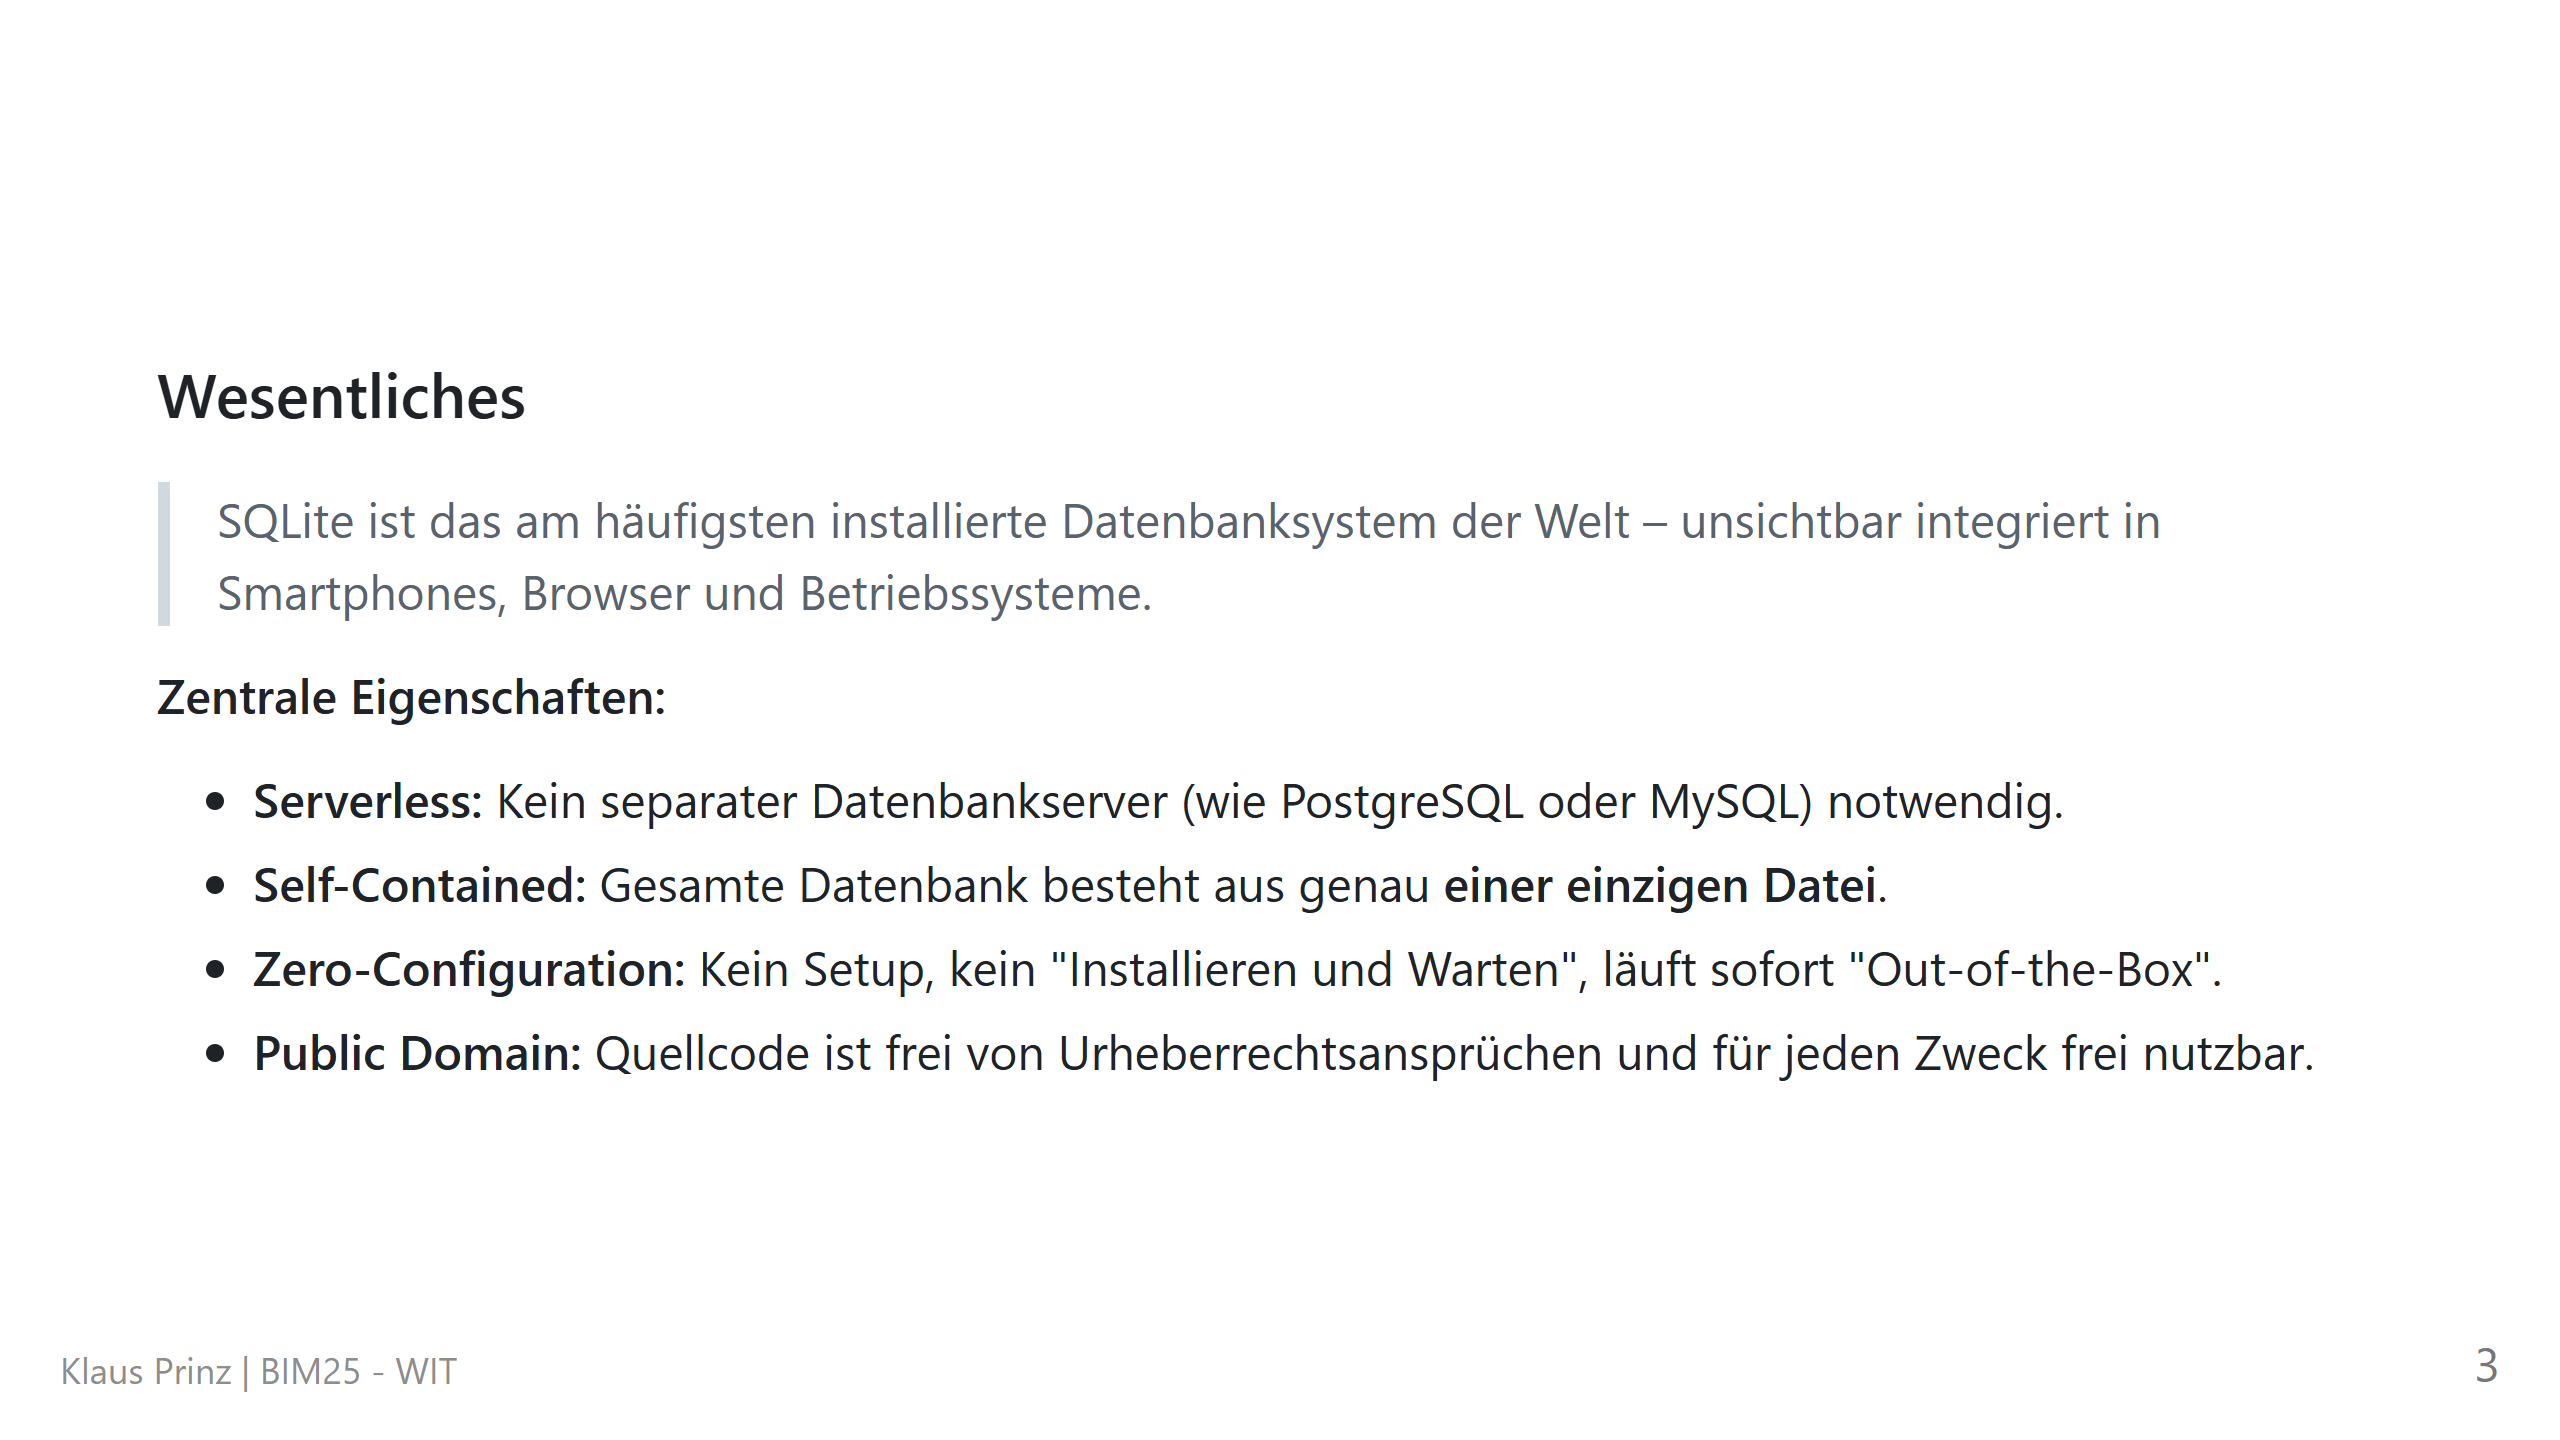 Wesentliches
SQLite ist das am häufigsten installierte Datenbanksystem der Welt – unsichtbar integriert in
Smartphones, Browser und Betriebssysteme.
Zentrale Eigenschaften:
• Serverless: Kein separater Datenbankserver (wie PostgreSQL oder MySQL) notwendig.
• Self-Contained: Gesamte Datenbank besteht aus genau einer einzigen Datei.
• Zero-Configuration: Kein Setup, kein "Installieren und Warten", läuft sofort "Out-of-the-Box".
• Public Domain: Quellcode ist frei von Urheberrechtsansprüchen und für jeden Zweck frei nutzbar.
Klaus Prinz | BIM25 - WIT
3